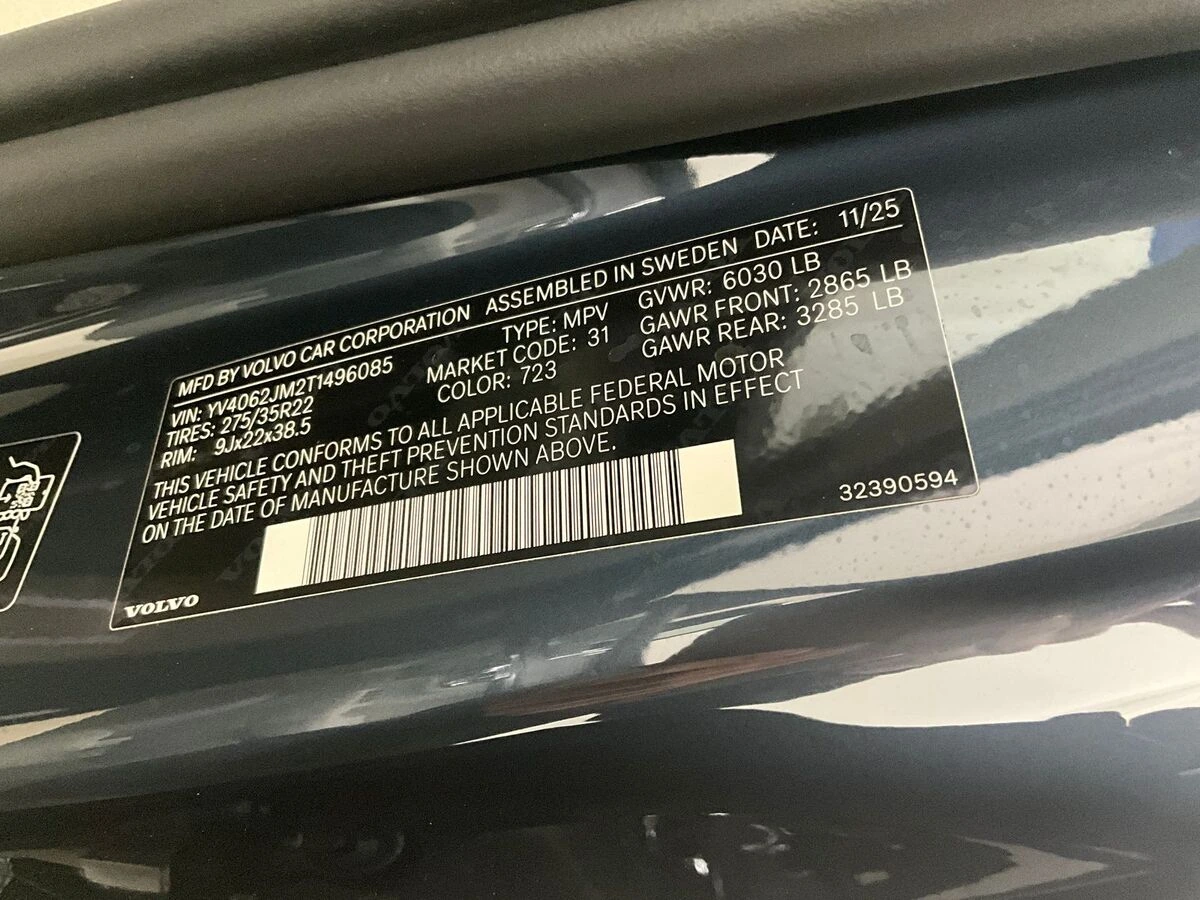 MFD BY VOLVO CAR CORPORATION ASSEMBLED IN SWEDEN DATE: 11/25
VIN: YV4062JM2T1496085 TYPE: MPV GVWR: 6030 LB
TIRES: 275/35R22 MARKET CODE: 31 GAWR FRONT: 2865 LB
RIM: 9Jx22x38.5 COLOR: 723 GAWR REAR: 3285 LB
THIS VEHICLE CONFORMS TO ALL APPLICABLE FEDERAL MOTOR
VEHICLE SAFETY AND THEFT PREVENTION STANDARDS IN EFFECT
ON THE DATE OF MANUFACTURE SHOWN ABOVE.
32390594
VOLVO